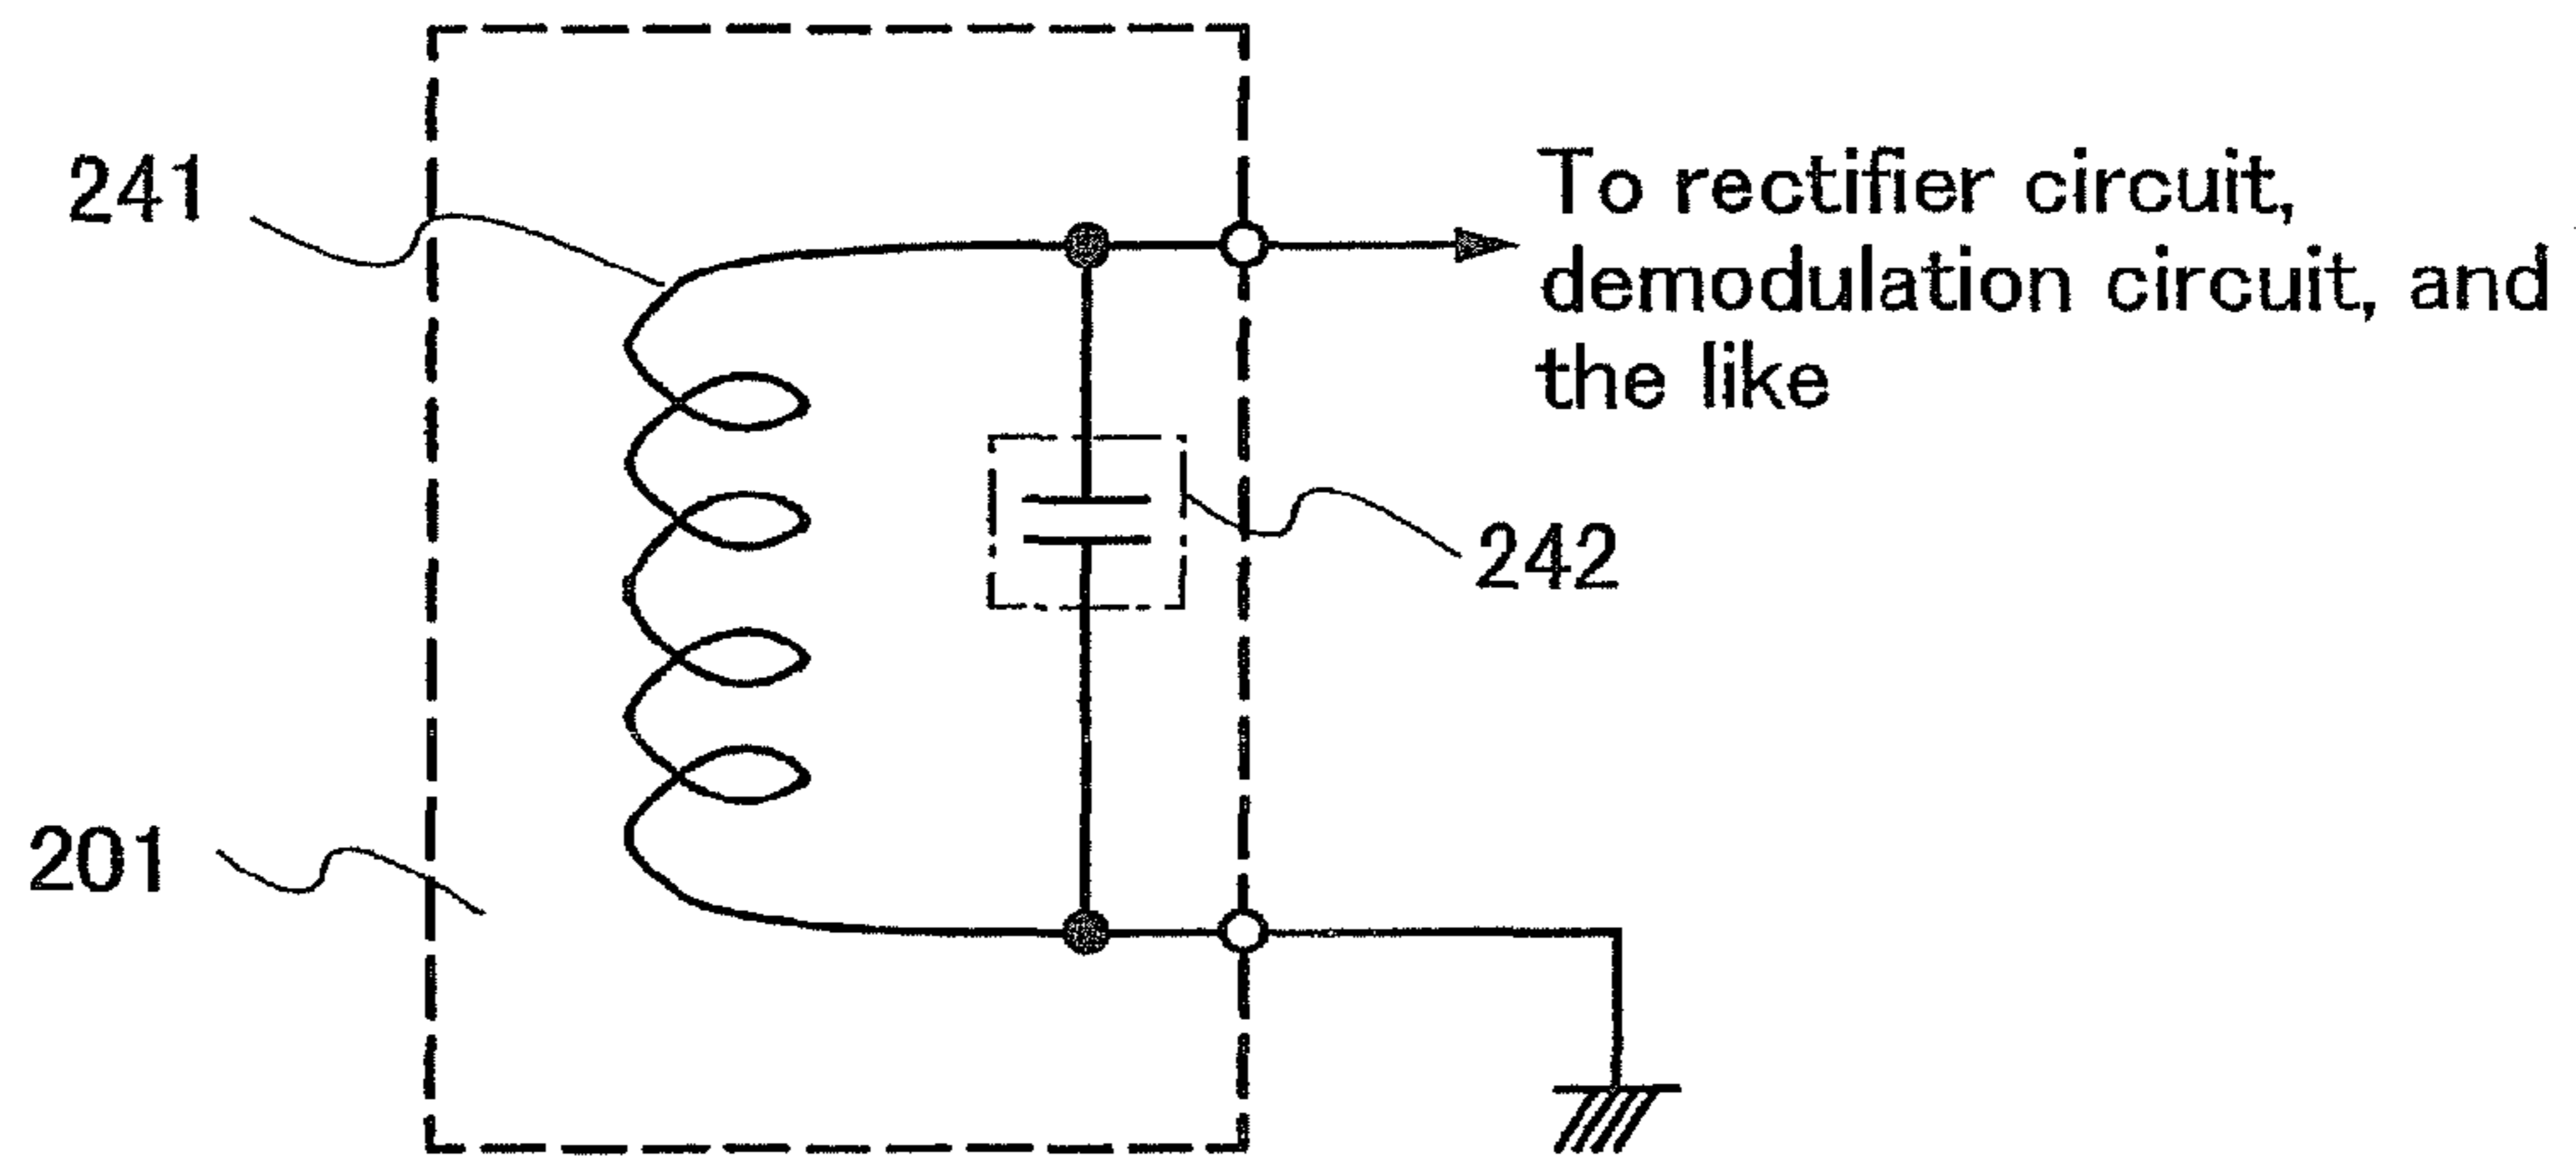 241
To rectifier circuit,
demodulation circuit, and
the like
242
201